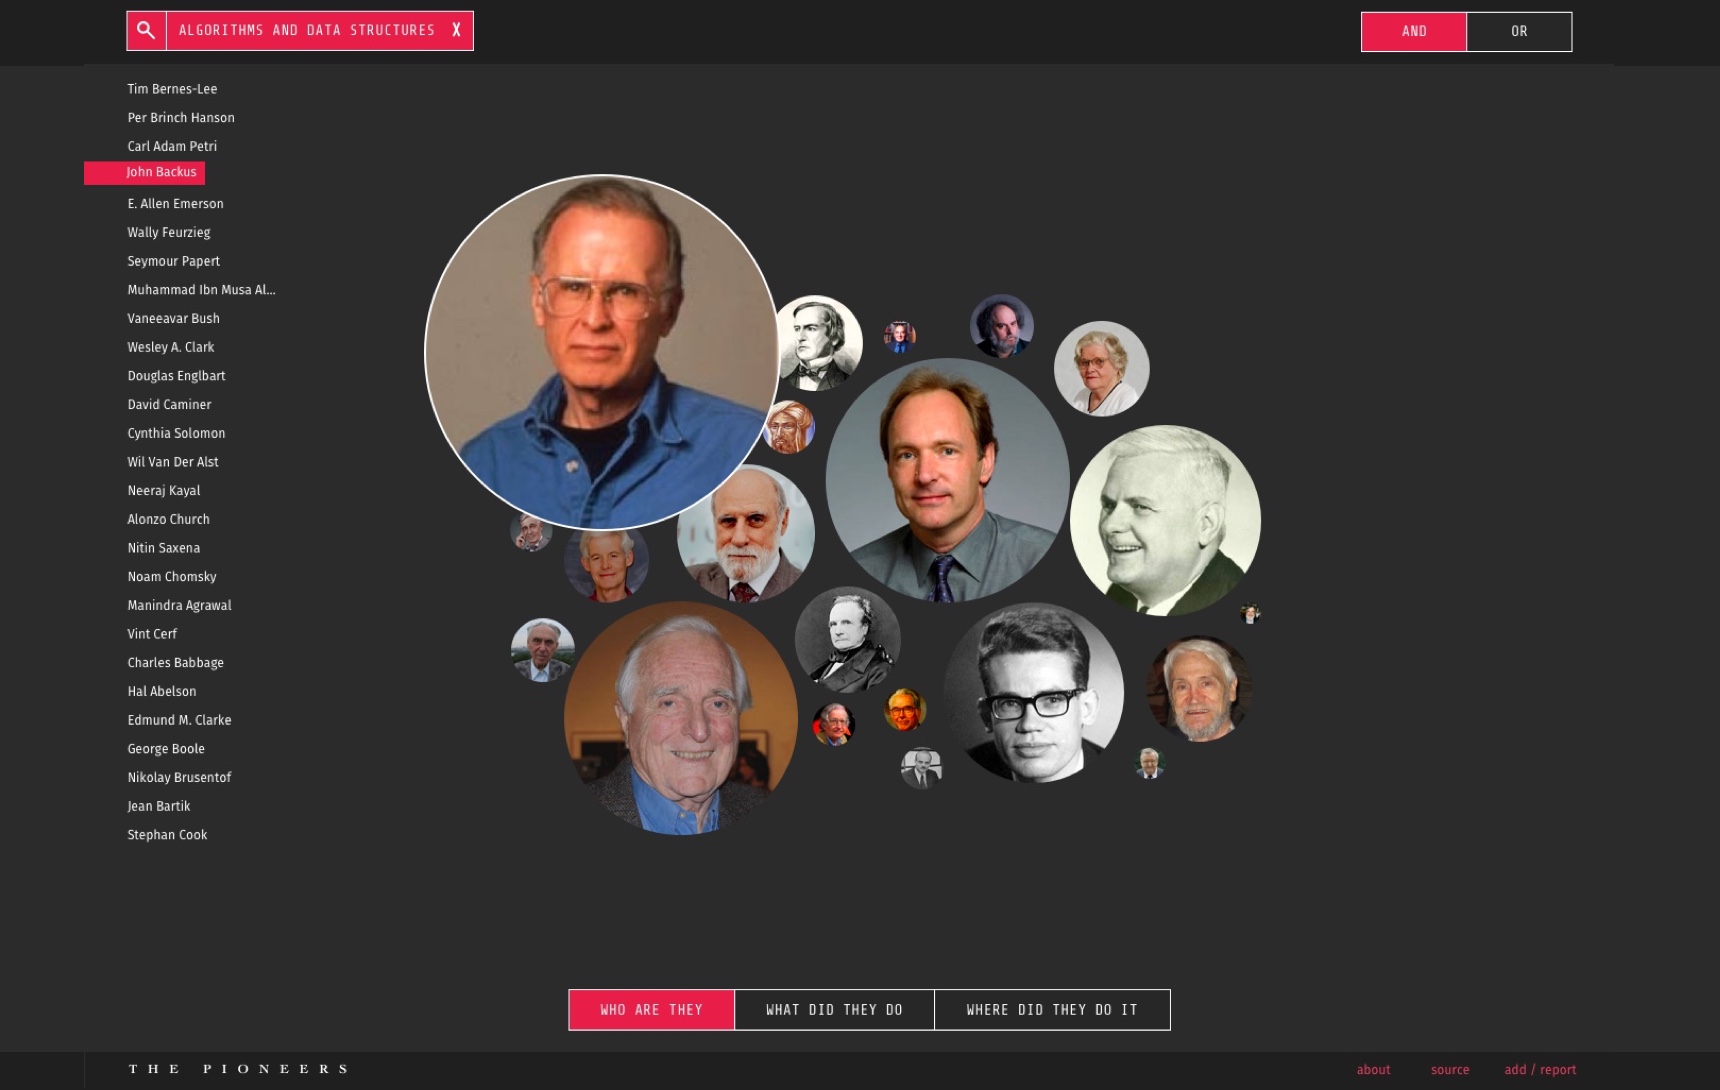 ALGORITHMS AND DATA STRUCTURES X
AND OR
Tim Bernes-Lee
Per Brinch Hanson
Carl Adam Petri
John Backus
E. Allen Emerson
Wally Feurzieg
Seymour Papert
Muhammad Ibn Musa Al...
Vaneeavar Bush
Wesley A. Clark
Douglas Englbart
David Caminer
Cynthia Solomon
Wil Van Der Alst
Neeraj Kayal
Alonzo Church
Nitin Saxena
Noam Chomsky
Manindra Agrawal
Vint Cerf
Charles Babbage
Hal Abelson
Edmund M. Clarke
George Boole
Nikolay Brusentof
Jean Bartik
Stephan Cook
WHO ARE THEY WHAT DID THEY DO WHERE DID THEY DO IT
THE PIONEERS about source add / report